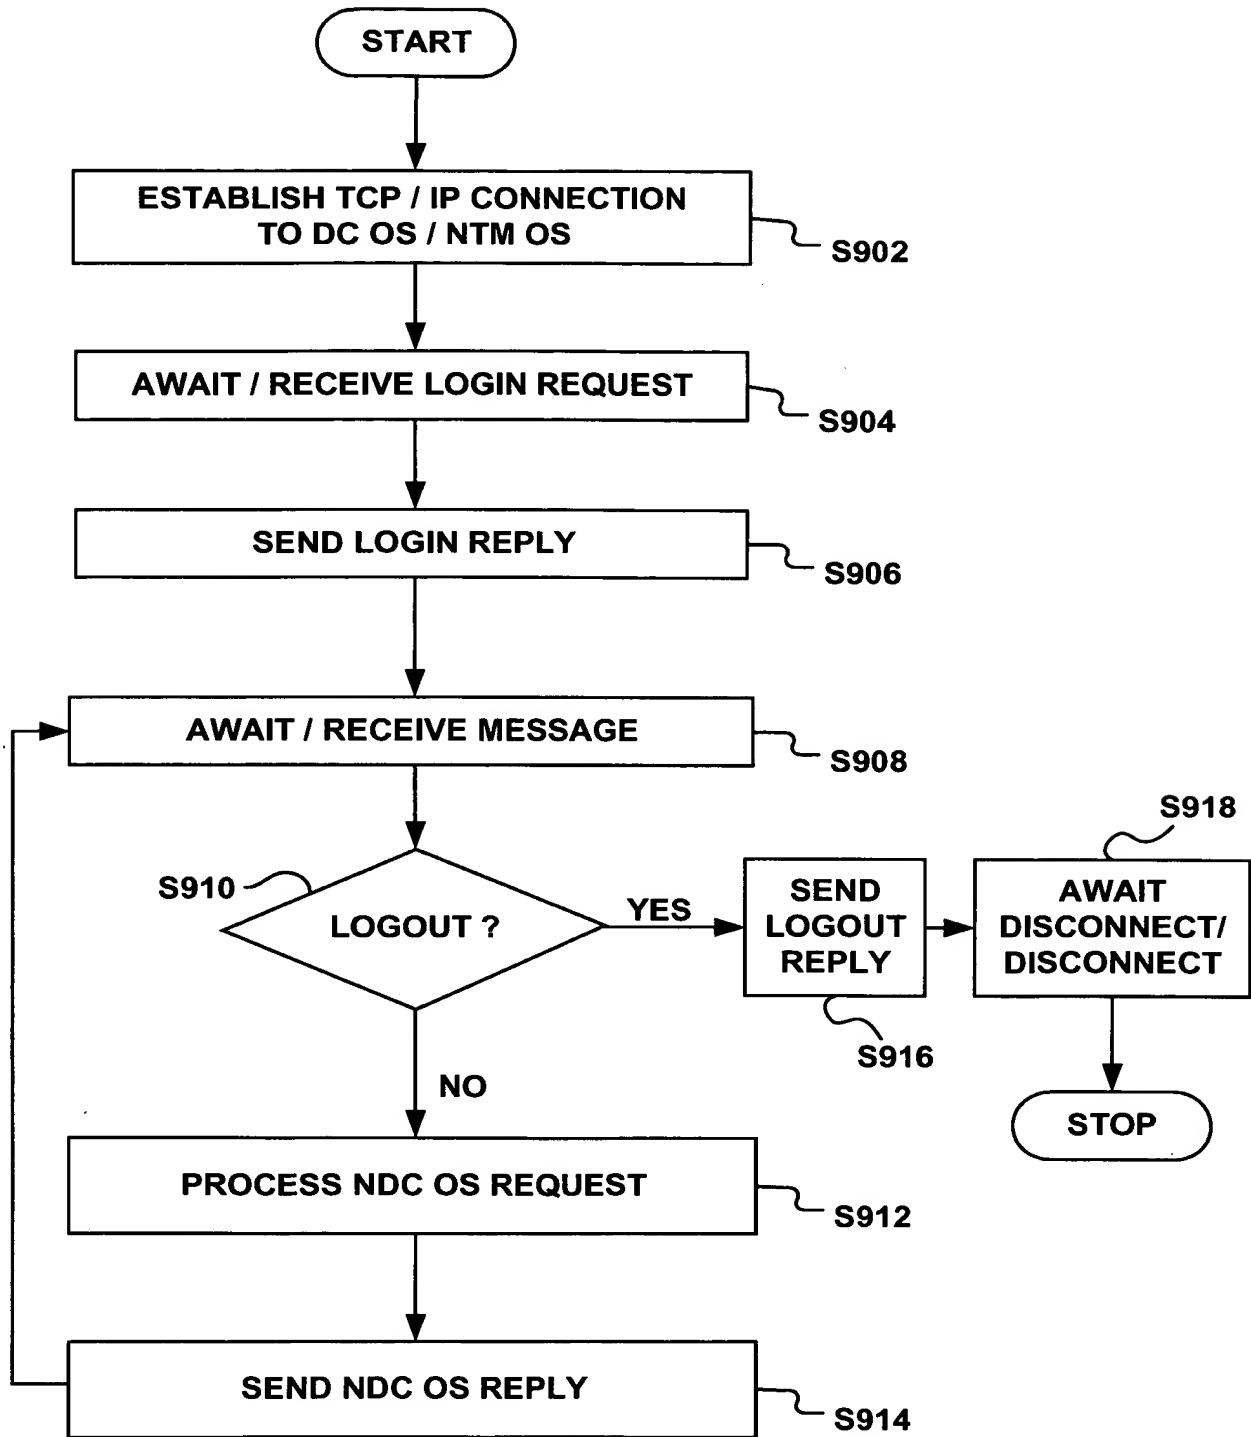 START
ESTABLISH TCP / IP CONNECTION
TO DC OS / NTM OS
S902
AWAIT / RECEIVE LOGIN REQUEST
S904
SEND LOGIN REPLY
S906
AWAIT / RECEIVE MESSAGE
S908
S910
LOGOUT ?
YES
SEND
LOGOUT
REPLY
S916
S918
AWAIT
DISCONNECT/
DISCONNECT
STOP
NO
PROCESS NDC OS REQUEST
S912
SEND NDC OS REPLY
S914